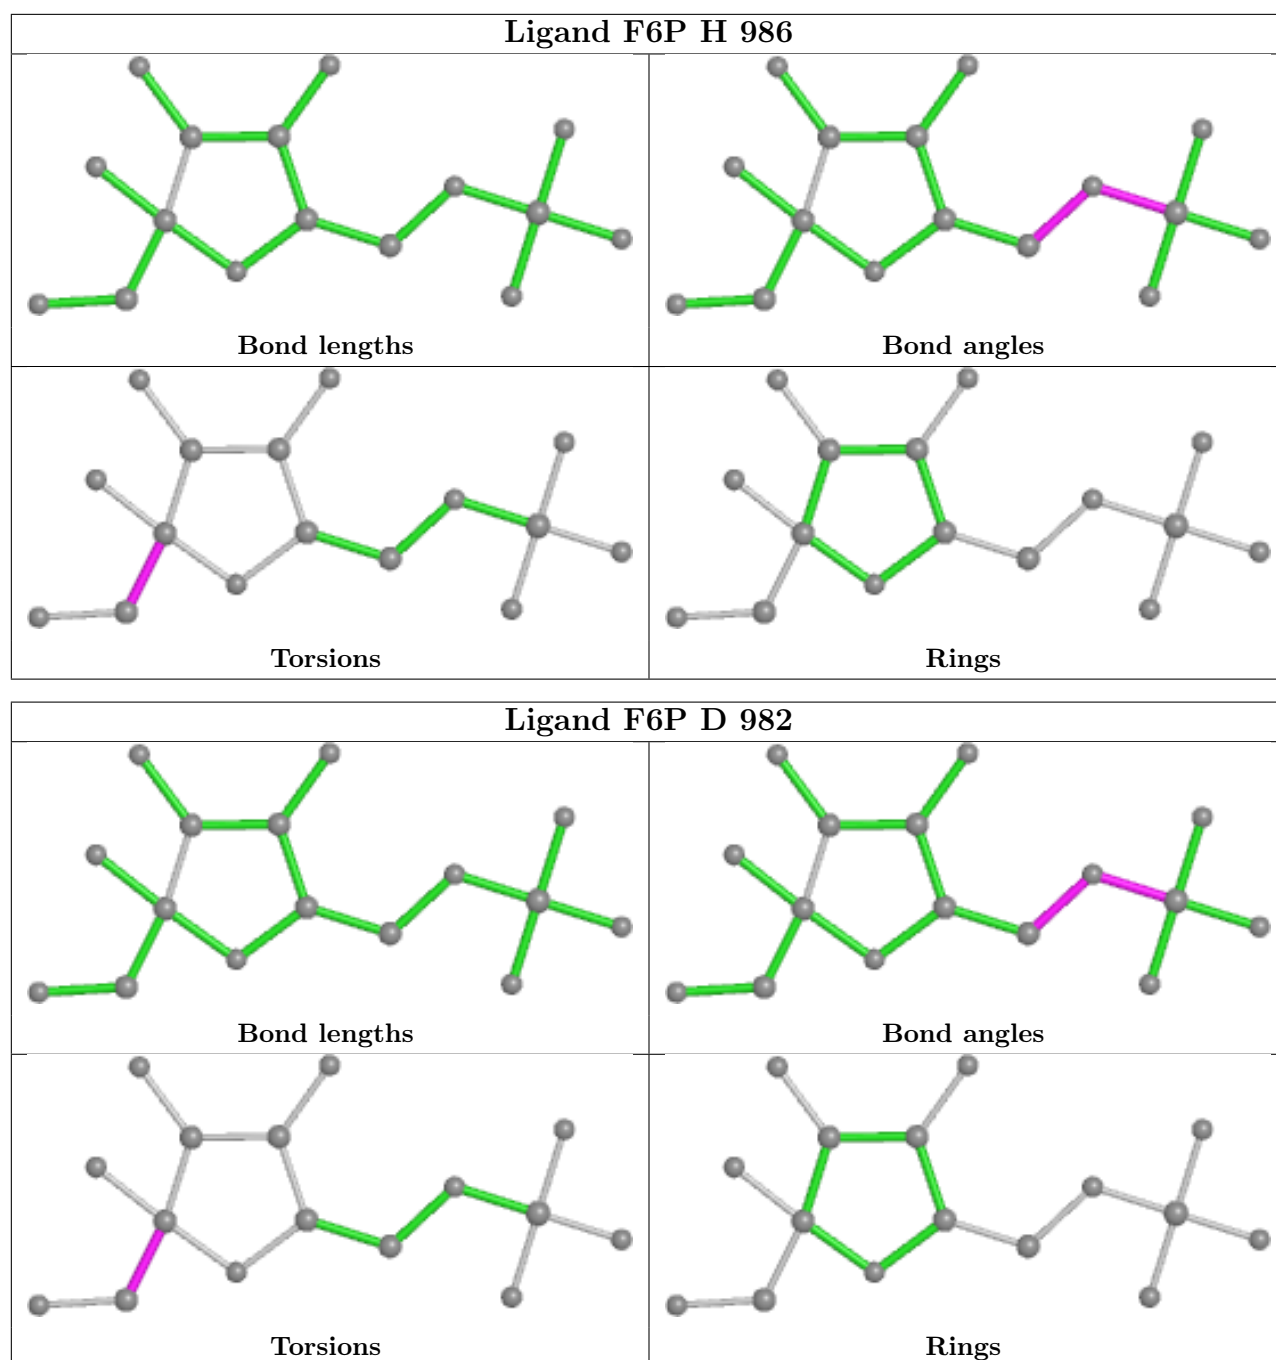 Ligand F6P H 986
Bond lengths
Bond angles
Torsions
Rings
Ligand F6P D 982
Bond lengths
Bond angles
Torsions
Rings